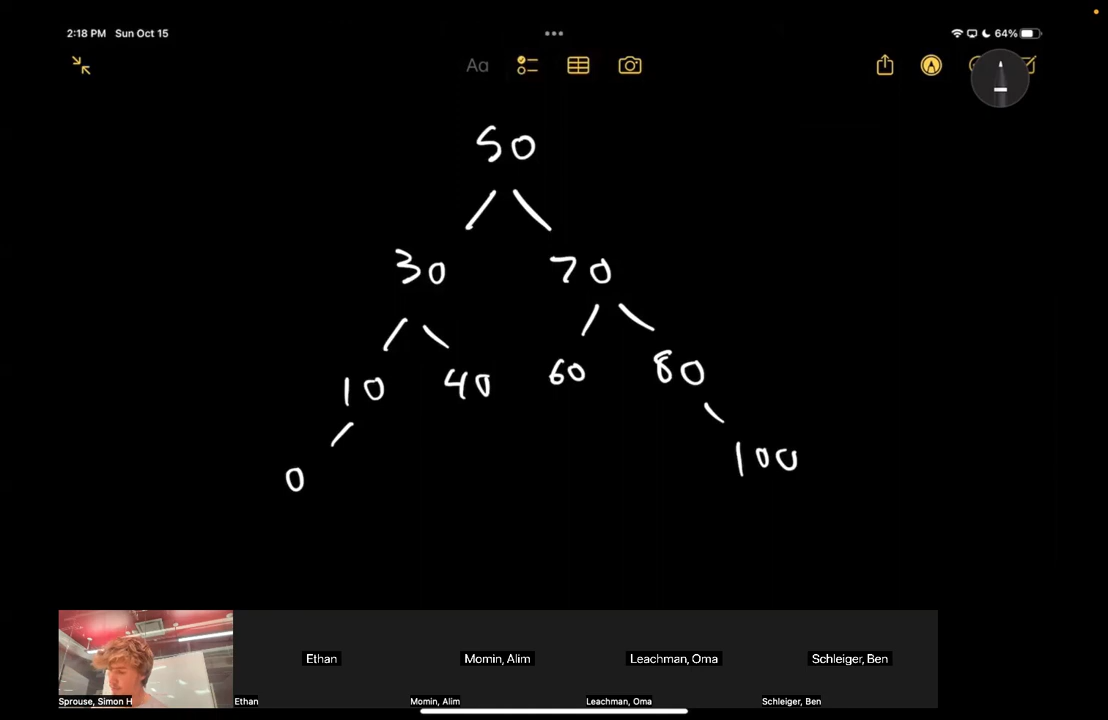 2:18 PM Sun Oct 15
64%
Aa
50
30 70
10 40 60 80
0 100
Ethan Momin, Alim Leachman, Oma Schleiger, Ben
Sprouse, Simon H Ethan Momin, Alim Leachman, Oma Schleiger, Ben